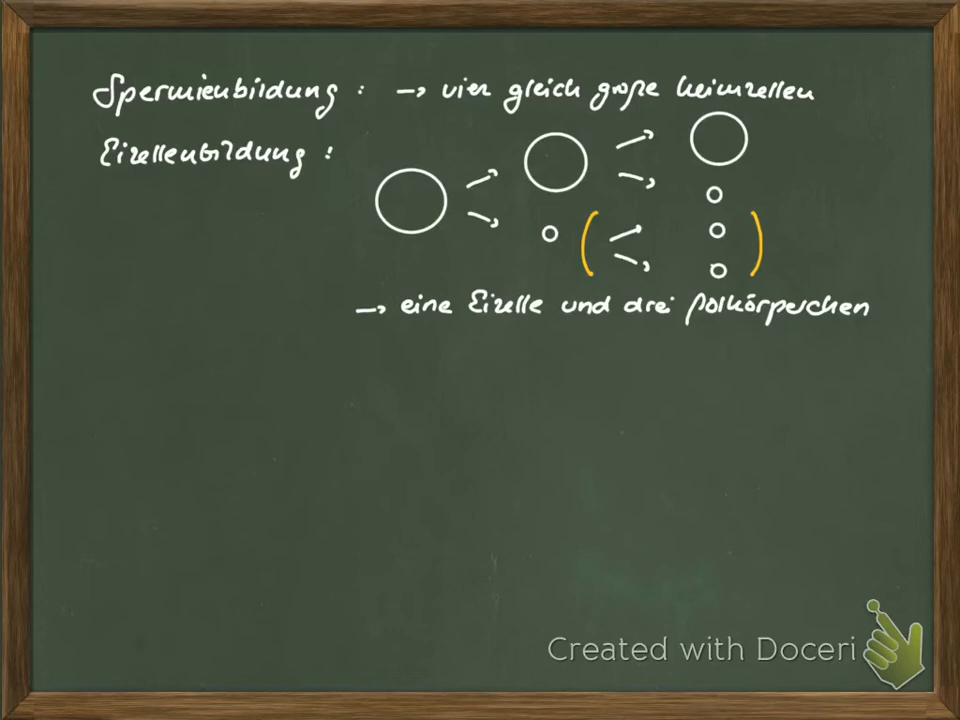 Spermienbildung : → vier gleich große Keimzellen
Eizellenbildung :
→ eine Eizelle und drei Polkörperchen
Created with Doceri